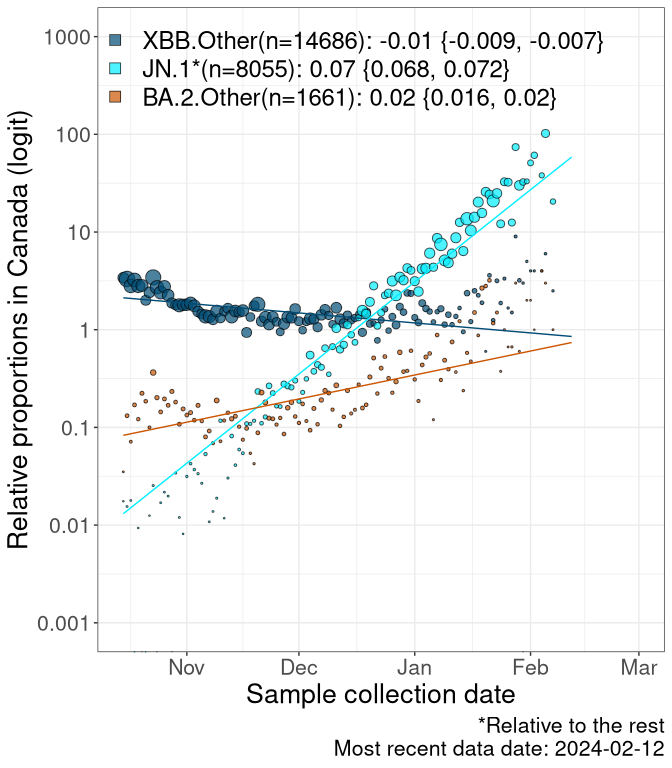 XBB.Other(n=14686): -0.01 {-0.009, -0.007}
JN.1*(n=8055): 0.07 {0.068, 0.072}
BA.2.Other(n=1661): 0.02 {0.016, 0.02}
Relative proportions in Canada (logit)
1000
100
10
1
0.1
0.01
0.001
Nov Dec Jan Feb Mar
Sample collection date
*Relative to the rest
Most recent data date: 2024-02-12